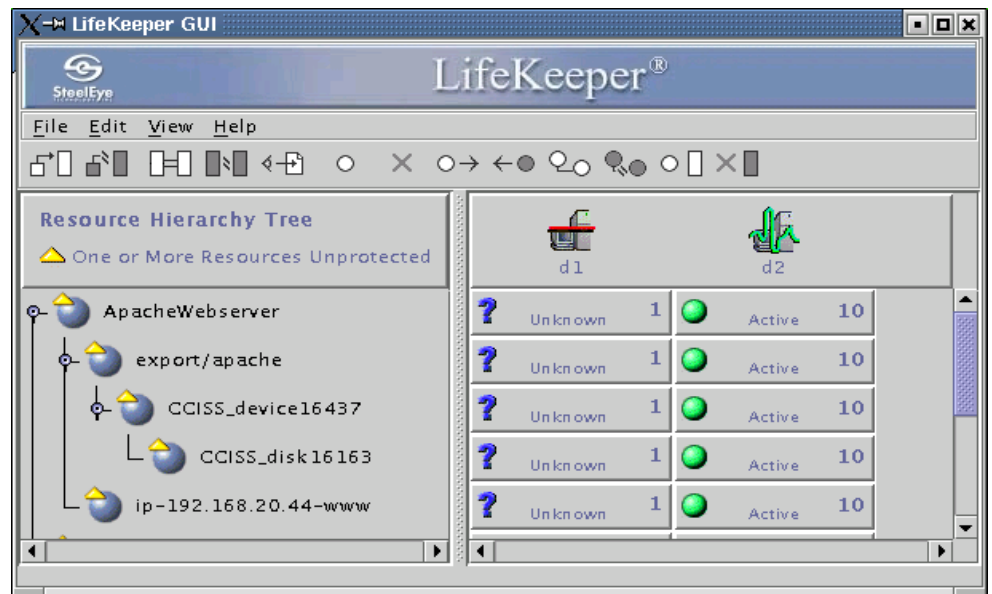 LifeKeeper GUI
SteelEye
LifeKeeper®
File Edit View Help
Resource Hierarchy Tree
One or More Resources Unprotected
d1 d2
ApacheWebserver ? Unknown 1 Active 10
export/apache ? Unknown 1 Active 10
CCISS_device16437 ? Unknown 1 Active 10
CCISS_disk16163 ? Unknown 1 Active 10
ip-192.168.20.44-www ? Unknown 1 Active 10